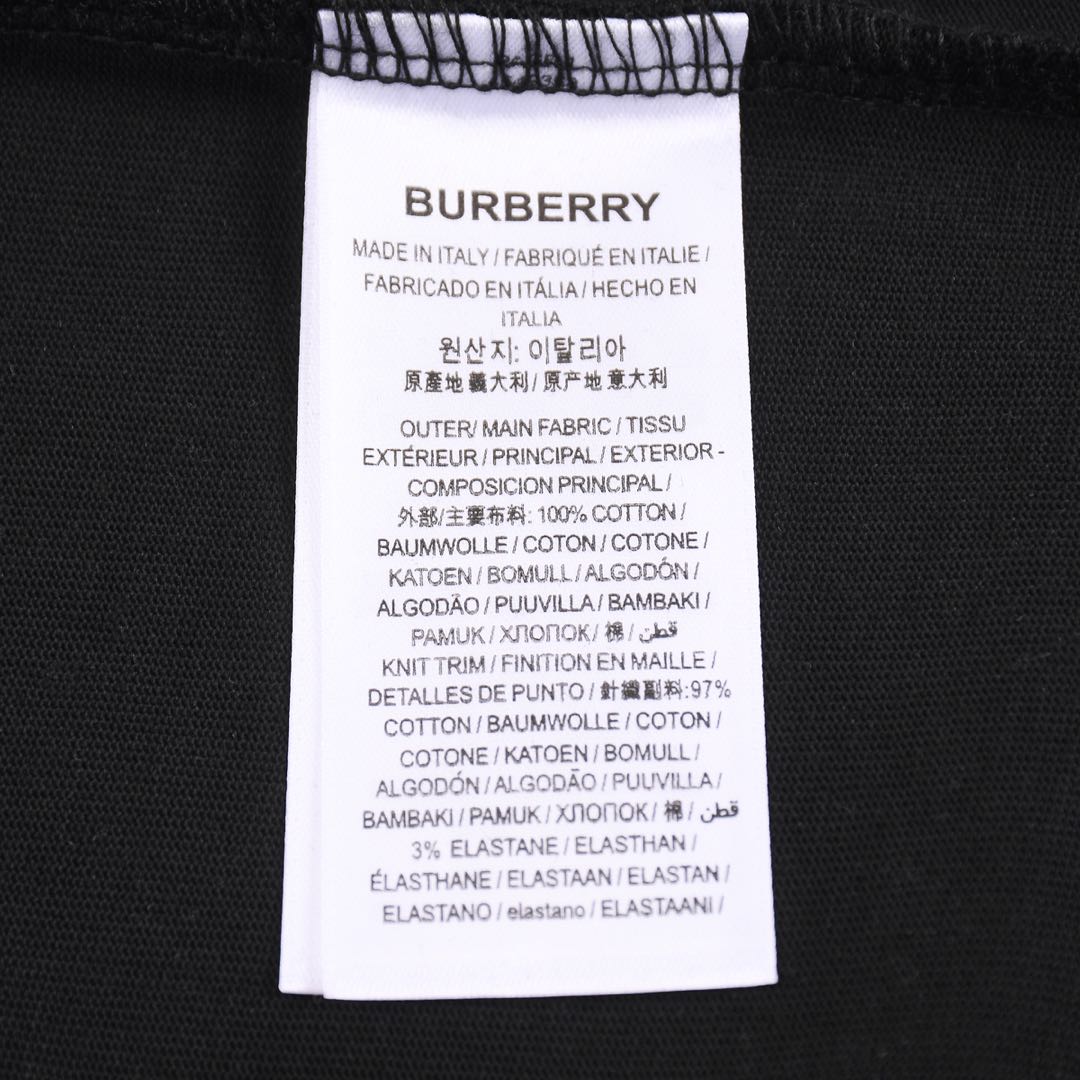 BURBERRY
MADE IN ITALY / FABRIQUÉ EN ITALIE /
FABRICADO EN ITÁLIA / HECHO EN
ITALIA
원산지: 이탈리아
原產地義大利/原产地意大利
OUTER/ MAIN FABRIC / TISSU
EXTÉRIEUR / PRINCIPAL / EXTERIOR -
COMPOSICION PRINCIPAL /
外部/主要布料: 100% COTTON /
BAUMWOLLE / COTON / COTONE /
KATOEN / BOMULL / ALGODÓN /
ALGODÃO / PUUVILLA / BAMBAKI /
PAMUK / ХЛОПОК / 棉 / قطن
KNIT TRIM / FINITION EN MAILLE /
DETALLES DE PUNTO / 針織副料:97%
COTTON / BAUMWOLLE / COTON /
COTONE / KATOEN / BOMULL /
ALGODÓN / ALGODÃO / PUUVILLA /
BAMBAKI / PAMUK / ХЛОПОК / 棉 / قطن
3% ELASTANE / ELASTHAN /
ÉLASTHANE / ELASTAAN / ELASTAN /
ELASTANO / elastano / ELASTAANI /